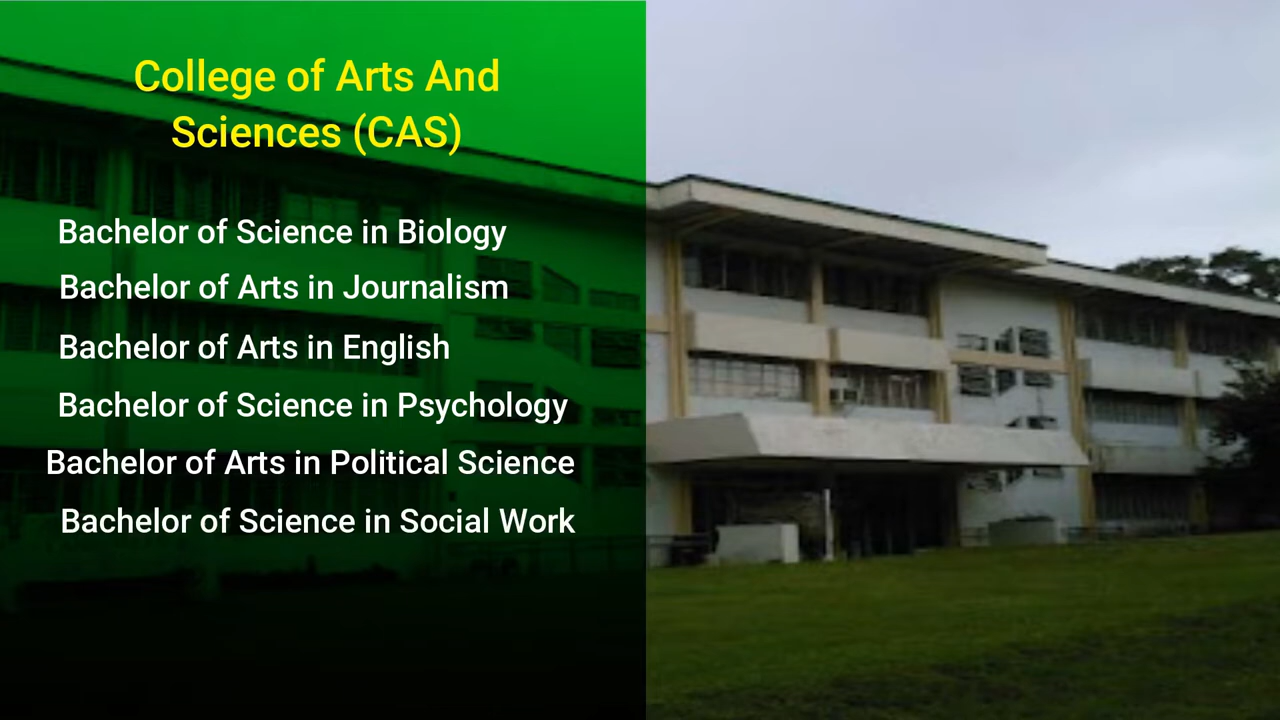 College of Arts And
Sciences (CAS)
Bachelor of Science in Biology
Bachelor of Arts in Journalism
Bachelor of Arts in English
Bachelor of Science in Psychology
Bachelor of Arts in Political Science
Bachelor of Science in Social Work